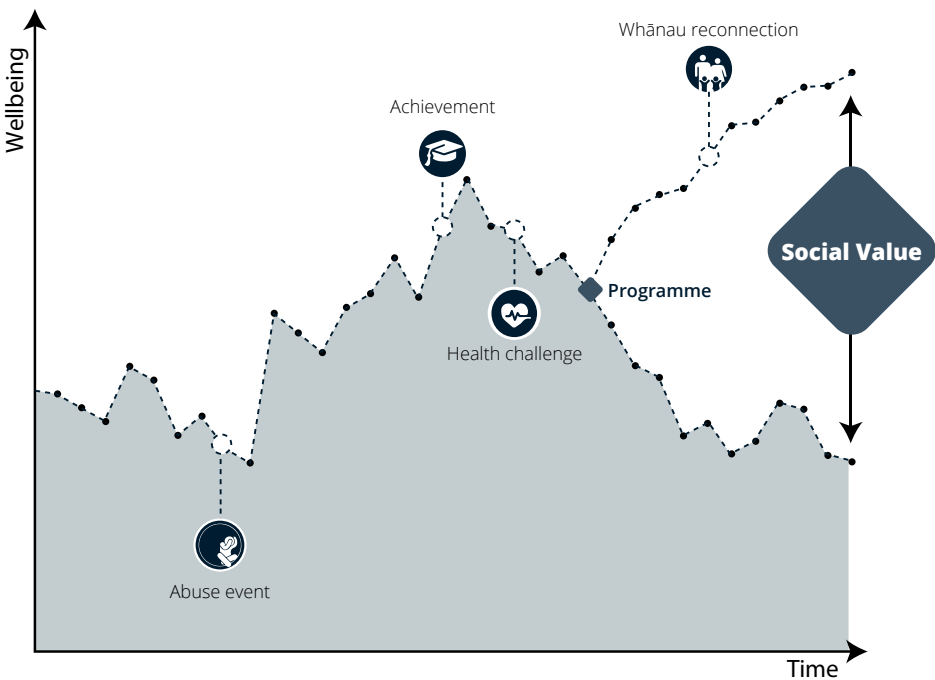 Wellbeing
Whānau reconnection
Achievement
Social Value
Programme
Health challenge
Abuse event
Time